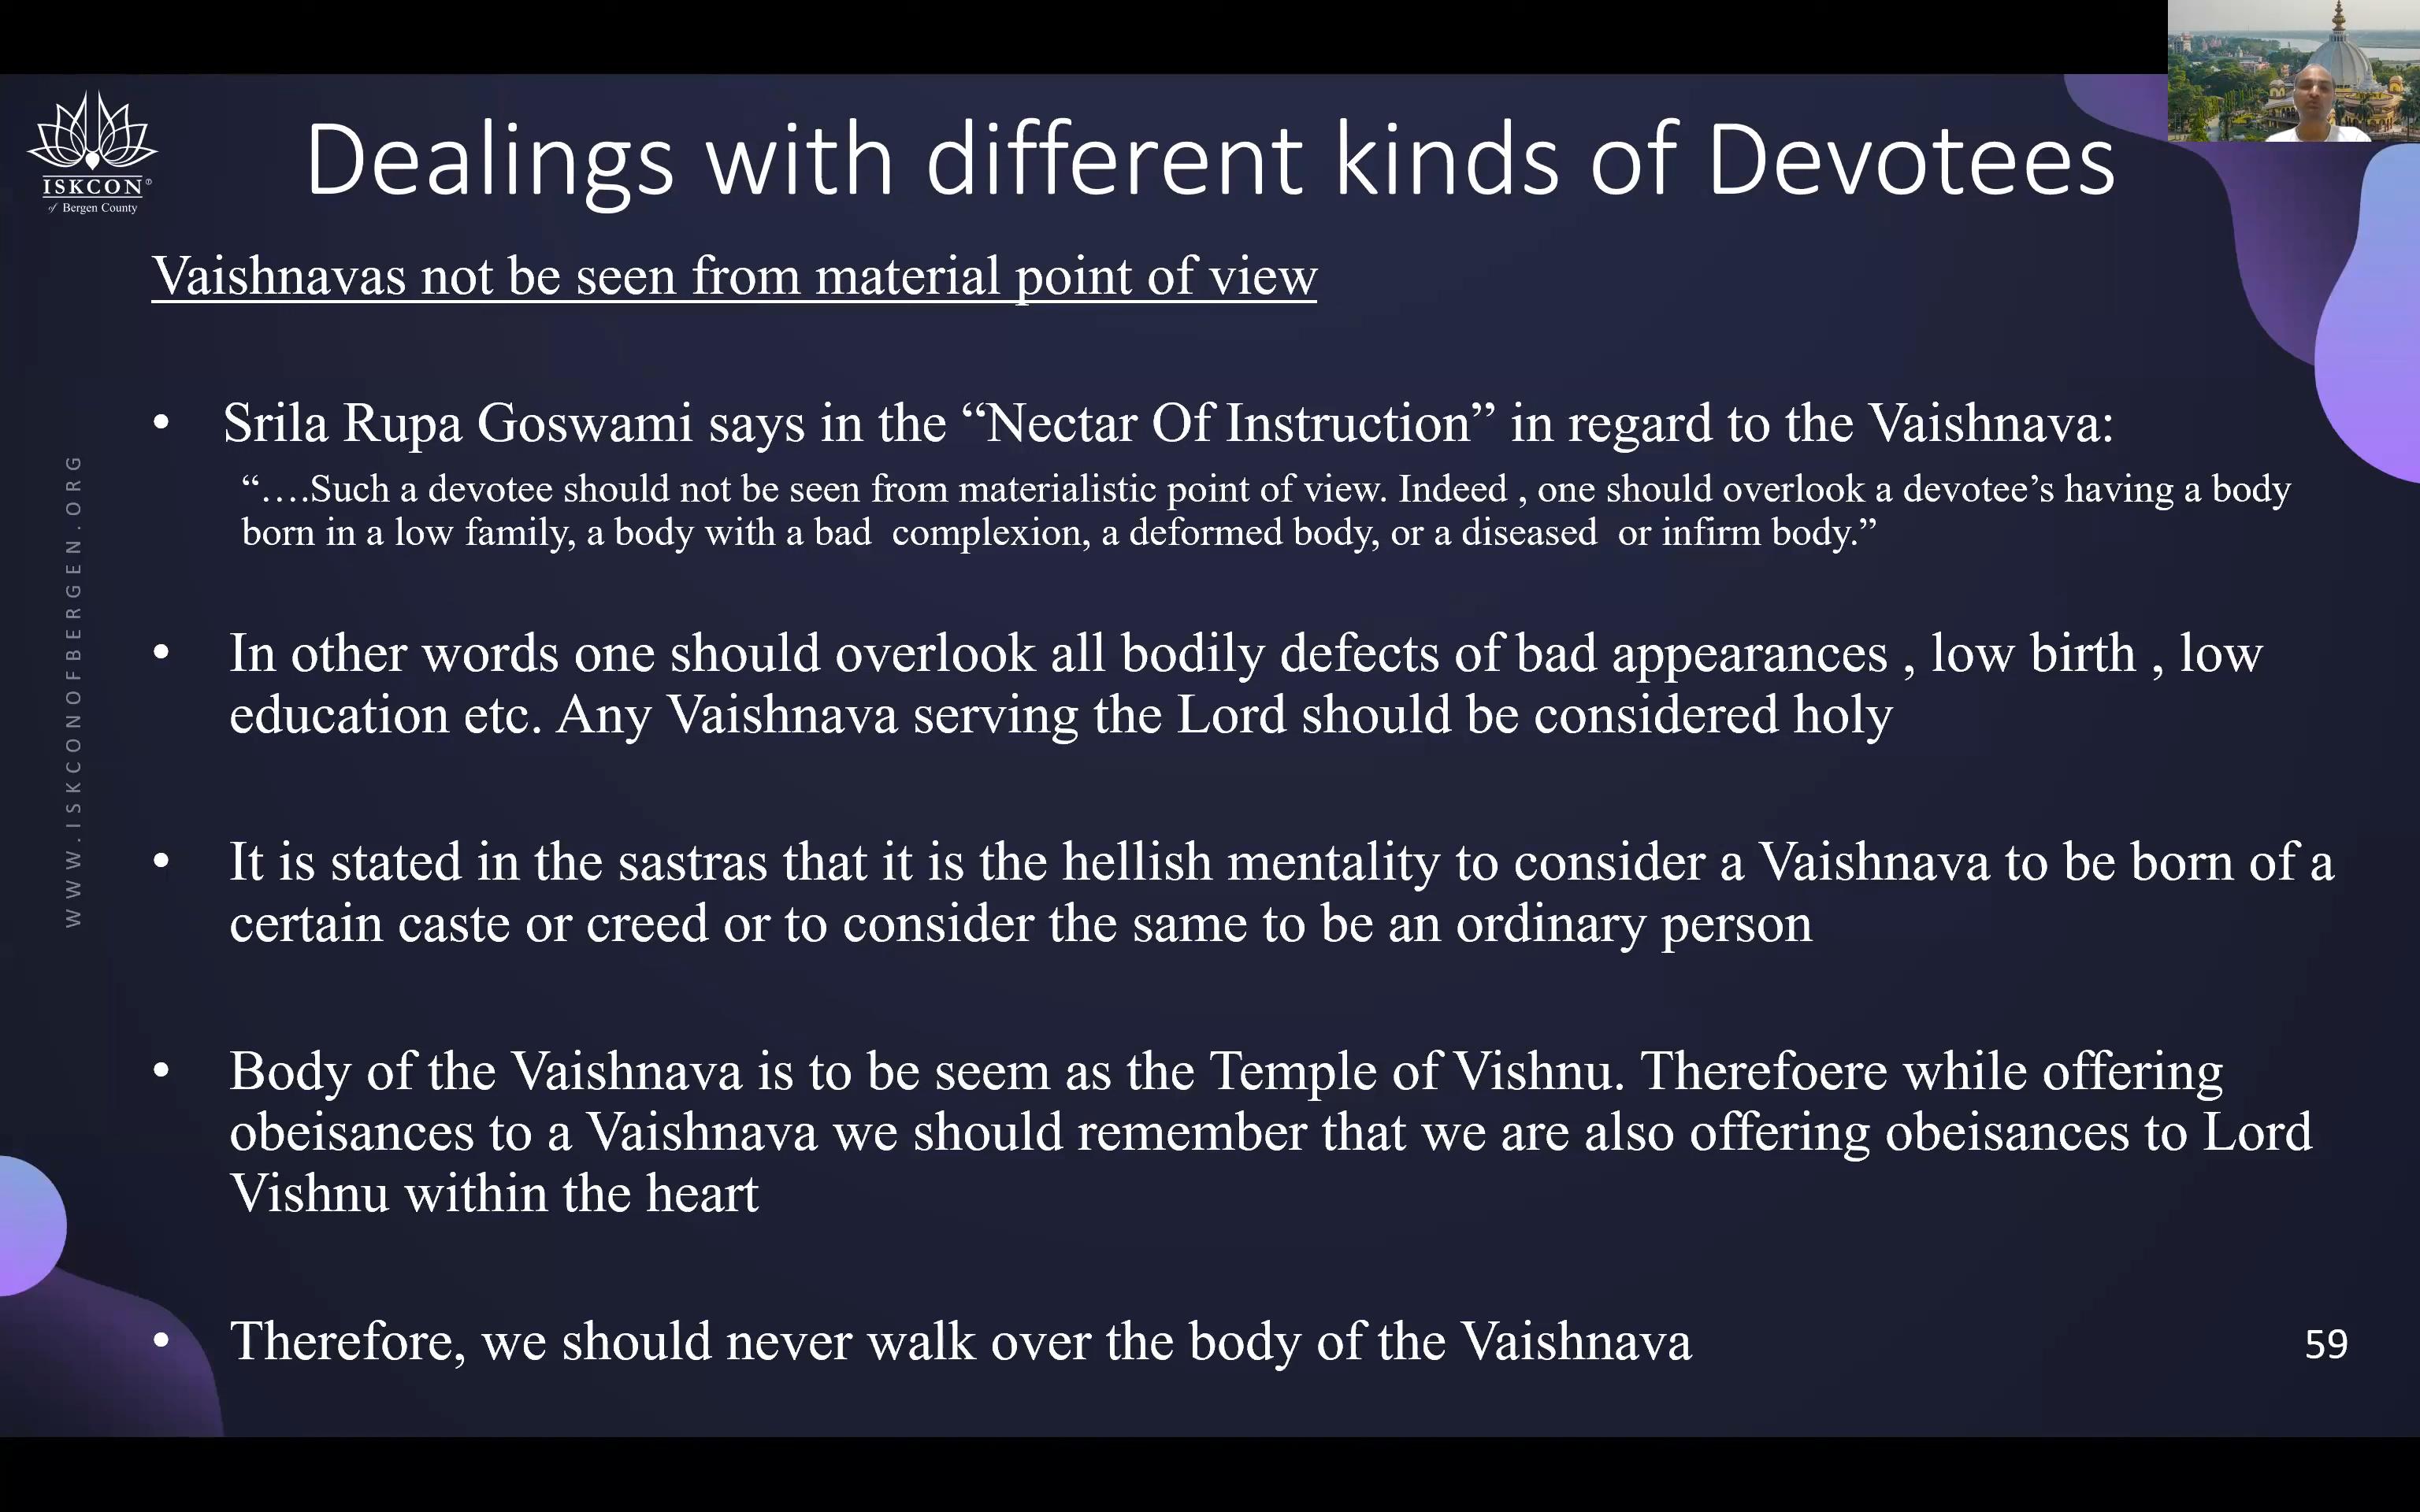 ISKCON®
of Bergen County
Dealings with different kinds of Devotees
Vaishnavas not be seen from material point of view
• Srila Rupa Goswami says in the “Nectar Of Instruction” in regard to the Vaishnava:
“….Such a devotee should not be seen from materialistic point of view. Indeed , one should overlook a devotee’s having a body
born in a low family, a body with a bad complexion, a deformed body, or a diseased or infirm body.”
• In other words one should overlook all bodily defects of bad appearances , low birth , low
education etc. Any Vaishnava serving the Lord should be considered holy
• It is stated in the sastras that it is the hellish mentality to consider a Vaishnava to be born of a
certain caste or creed or to consider the same to be an ordinary person
• Body of the Vaishnava is to be seem as the Temple of Vishnu. Therefoere while offering
obeisances to a Vaishnava we should remember that we are also offering obeisances to Lord
Vishnu within the heart
• Therefore, we should never walk over the body of the Vaishnava
59
WWW.ISKCONOFBERGEN.ORG